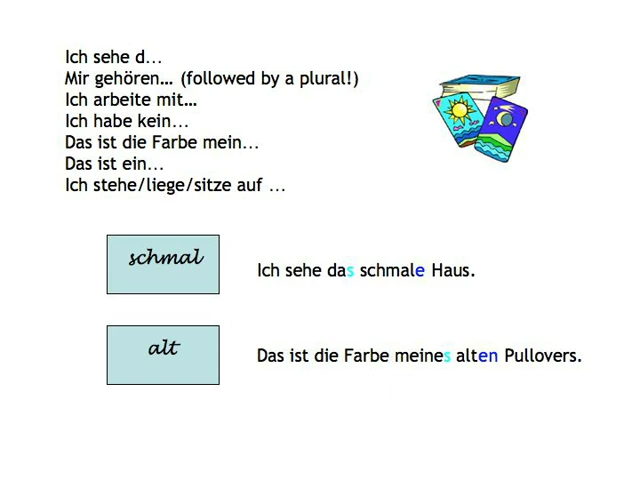 Ich sehe d…
Mir gehören… (followed by a plural!)
Ich arbeite mit…
Ich habe kein…
Das ist die Farbe mein…
Das ist ein…
Ich stehe/liege/sitze auf …
schmal
Ich sehe das schmale Haus.
alt
Das ist die Farbe meines alten Pullovers.